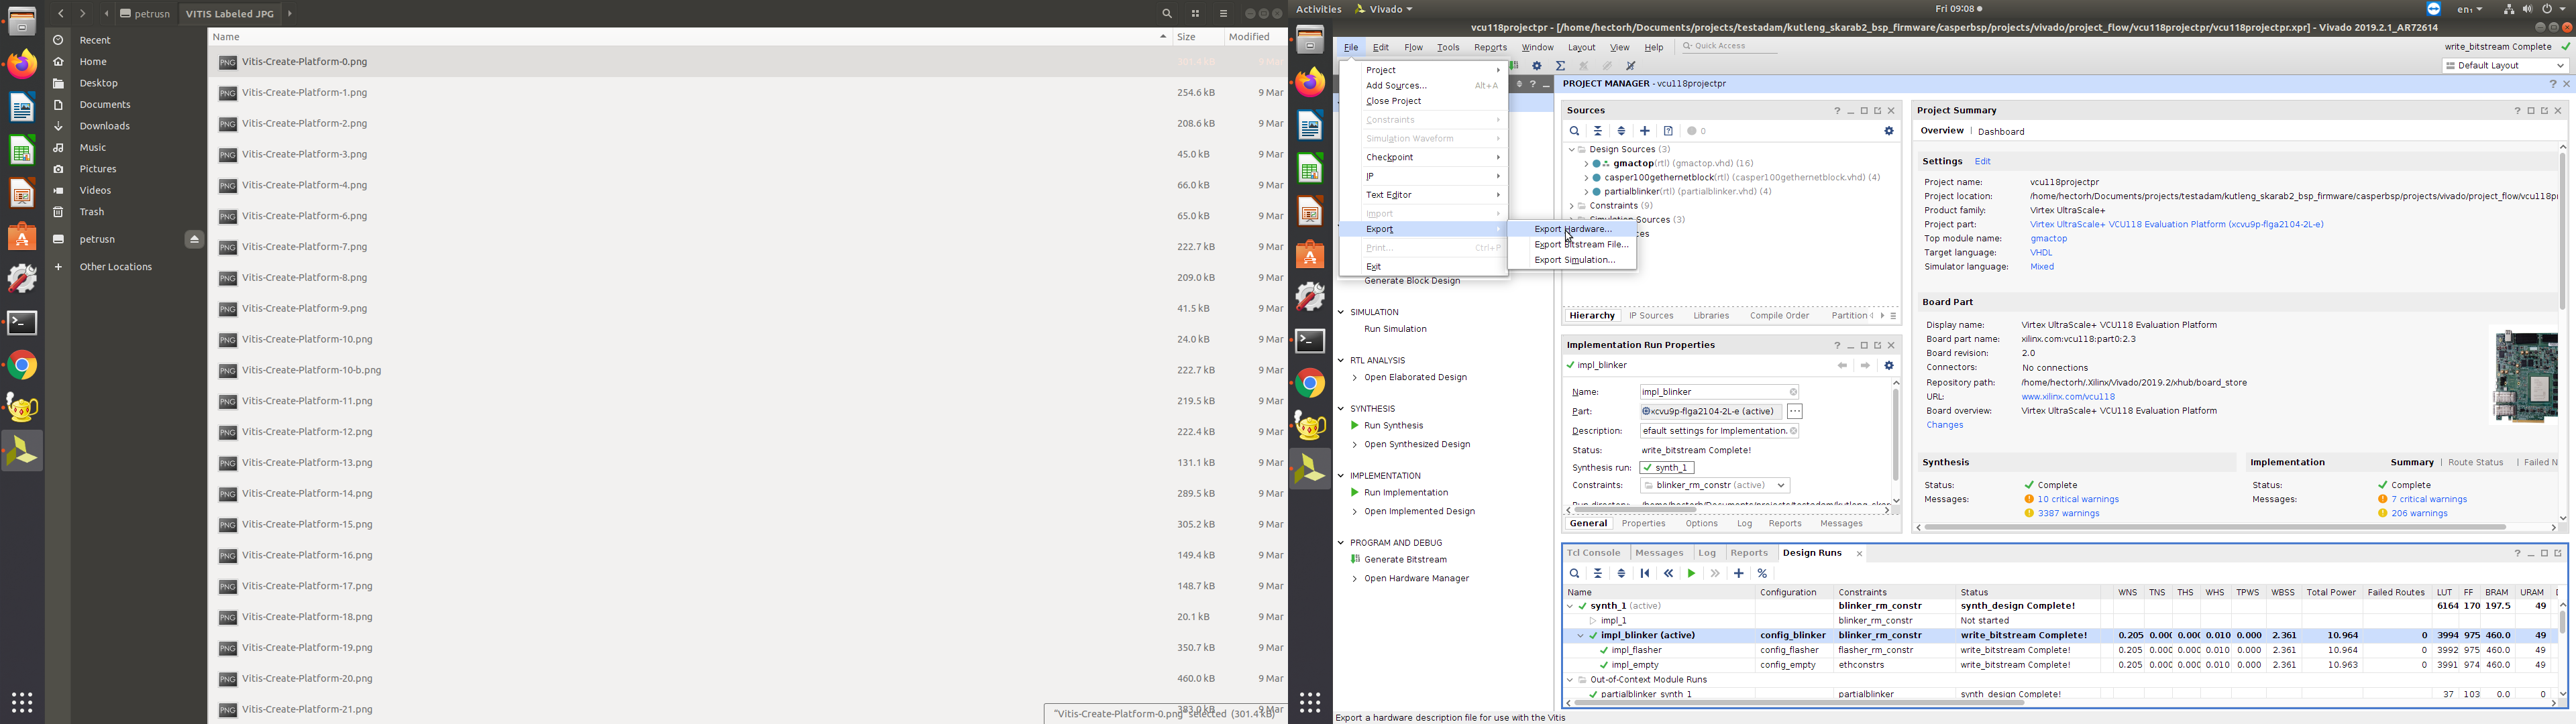 petrusn VITIS Labeled JPG
Name Size Modified
Recent
Home
Desktop
Documents
Downloads
Music
Pictures
Videos
Trash
petrusn
Other Locations
Vitis-Create-Platform-0.png 301.4 kB 9 Mar
Vitis-Create-Platform-1.png 254.6 kB 9 Mar
Vitis-Create-Platform-2.png 208.6 kB 9 Mar
Vitis-Create-Platform-3.png 45.0 kB 9 Mar
Vitis-Create-Platform-4.png 66.0 kB 9 Mar
Vitis-Create-Platform-6.png 65.0 kB 9 Mar
Vitis-Create-Platform-7.png 222.7 kB 9 Mar
Vitis-Create-Platform-8.png 209.0 kB 9 Mar
Vitis-Create-Platform-9.png 41.5 kB 9 Mar
Vitis-Create-Platform-10.png 24.0 kB 9 Mar
Vitis-Create-Platform-10-b.png 222.7 kB 9 Mar
Vitis-Create-Platform-11.png 219.5 kB 9 Mar
Vitis-Create-Platform-12.png 222.4 kB 9 Mar
Vitis-Create-Platform-13.png 131.1 kB 9 Mar
Vitis-Create-Platform-14.png 289.5 kB 9 Mar
Vitis-Create-Platform-15.png 305.2 kB 9 Mar
Vitis-Create-Platform-16.png 149.4 kB 9 Mar
Vitis-Create-Platform-17.png 148.7 kB 9 Mar
Vitis-Create-Platform-18.png 20.1 kB 9 Mar
Vitis-Create-Platform-19.png 350.7 kB 9 Mar
Vitis-Create-Platform-20.png 460.0 kB 9 Mar
Vitis-Create-Platform-21.png 383.0 kB 9 Mar
"Vitis-Create-Platform-0.png" selected (301.4 kB)
Activities Vivado Fri 09:08 en₁
vcu118projectpr - [/home/hectorh/Documents/projects/testadam/kutleng_skarab2_bsp_firmware/casperbsp/projects/vivado/project_flow/vcu118projectpr/vcu118projectpr.xpr] - Vivado 2019.2.1_AR72614
File Edit Flow Tools Reports Window Layout View Help Quick Access write_bitstream Complete
Default Layout
Project
Add Sources... Alt+A
Close Project
Constraints
Simulation Waveform
Checkpoint
IP
Text Editor
Import
Export
Print... Ctrl+P
Exit
Export Hardware...
Export Bitstream File...
Export Simulation...
Generate Block Design
SIMULATION
Run Simulation
RTL ANALYSIS
Open Elaborated Design
SYNTHESIS
Run Synthesis
Open Synthesized Design
IMPLEMENTATION
Run Implementation
Open Implemented Design
PROGRAM AND DEBUG
Generate Bitstream
Open Hardware Manager
PROJECT MANAGER - vcu118projectpr
Sources
0
Design Sources (3)
gmactop(rtl) (gmactop.vhd) (16)
casper100gethernetblock(rtl) (casper100gethernetblock.vhd) (4)
partialblinker(rtl) (partialblinker.vhd) (4)
Constraints (9)
Simulation Sources (3)
Hierarchy IP Sources Libraries Compile Order Partition
Implementation Run Properties
impl_blinker
Name: impl_blinker
Part: xcvu9p-flga2104-2L-e (active)
Description: efault settings for Implementation.
Status: write_bitstream Complete!
Synthesis run: synth_1
Constraints: blinker_rm_constr (active)
General Properties Options Log Reports Messages
Project Summary
Overview Dashboard
Settings Edit
Project name: vcu118projectpr
Project location: /home/hectorh/Documents/projects/testadam/kutleng_skarab2_bsp_firmware/casperbsp/projects/vivado/project_flow/vcu118pr
Product family: Virtex UltraScale+
Project part: Virtex UltraScale+ VCU118 Evaluation Platform (xcvu9p-flga2104-2L-e)
Top module name: gmactop
Target language: VHDL
Simulator language: Mixed
Board Part
Display name: Virtex UltraScale+ VCU118 Evaluation Platform
Board part name: xilinx.com:vcu118:part0:2.3
Board revision: 2.0
Connectors: No connections
Repository path: /home/hectorh/.Xilinx/Vivado/2019.2/xhub/board_store
URL: www.xilinx.com/vcu118
Board overview: Virtex UltraScale+ VCU118 Evaluation Platform
Changes
Synthesis Implementation Summary Route Status Failed N
Status: Complete Status: Complete
Messages: 10 critical warnings Messages: 7 critical warnings
3387 warnings 206 warnings
Tcl Console Messages Log Reports Design Runs
Name Configuration Constraints Status WNS TNS WHS THS TPWS WBSS Total Power Failed Routes LUT FF BRAM URAM
synth_1 (active) blinker_rm_constr synth_design Complete! 6164 170 197.5 49
impl_1 blinker_rm_constr Not started
impl_blinker (active) config_blinker blinker_rm_constr write_bitstream Complete! 0.205 0.000 0.000 0.010 0.000 2.361 10.964 0 3994 975 460.0 49
impl_flasher config_flasher flasher_rm_constr write_bitstream Complete! 0.205 0.000 0.000 0.010 0.000 2.361 10.964 0 3992 975 460.0 49
impl_empty config_empty ethconstrs write_bitstream Complete! 0.205 0.000 0.000 0.010 0.000 2.361 10.963 0 3991 974 460.0 49
Out-of-Context Module Runs
partialblinker_synth_1 partialblinker synth_design Complete! 37 103 0.0 0
Export a hardware description file for use with the Vitis